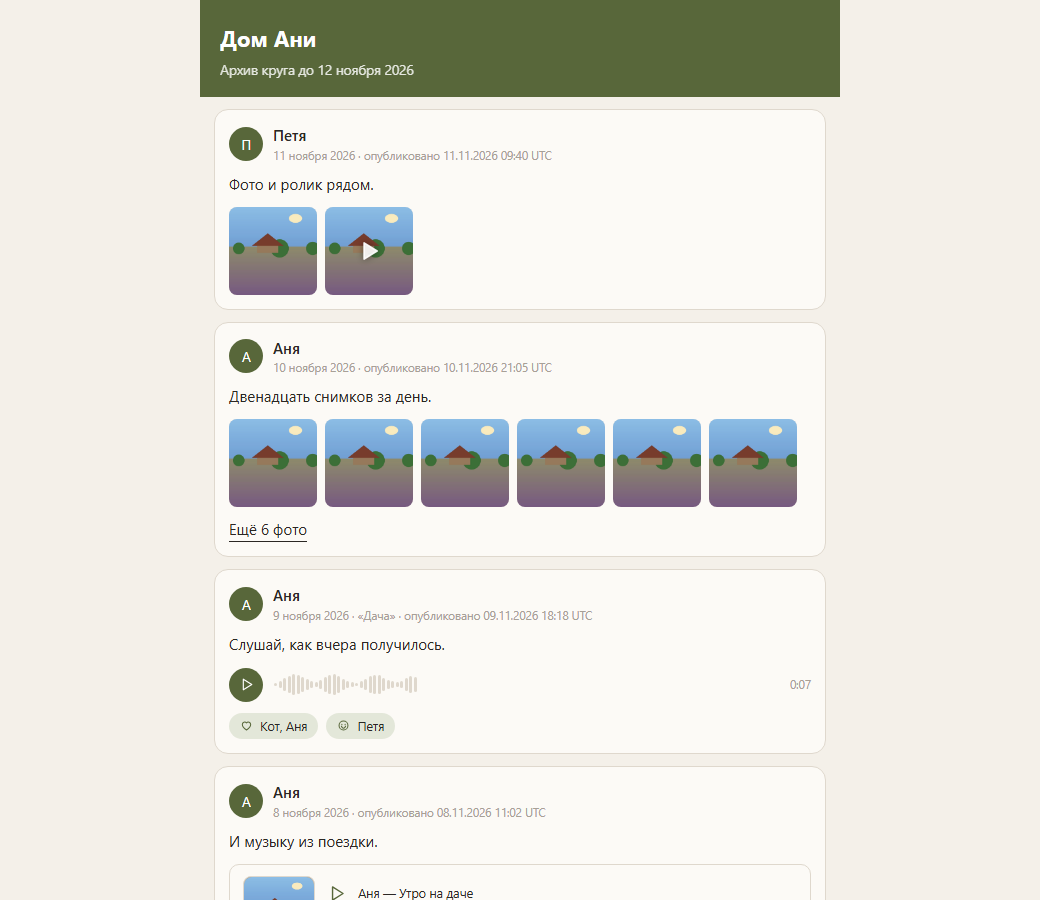 Дом Ани
Архив круга до 12 ноября 2026
П
Петя
11 ноября 2026 · опубликовано 11.11.2026 09:40 UTC
Фото и ролик рядом.
А
Аня
10 ноября 2026 · опубликовано 10.11.2026 21:05 UTC
Двенадцать снимков за день.
Ещё 6 фото
А
Аня
9 ноября 2026 · «Дача» · опубликовано 09.11.2026 18:18 UTC
Слушай, как вчера получилось.
0:07
Кот, Аня
Петя
А
Аня
8 ноября 2026 · опубликовано 08.11.2026 11:02 UTC
И музыку из поездки.
Аня — Утро на даче